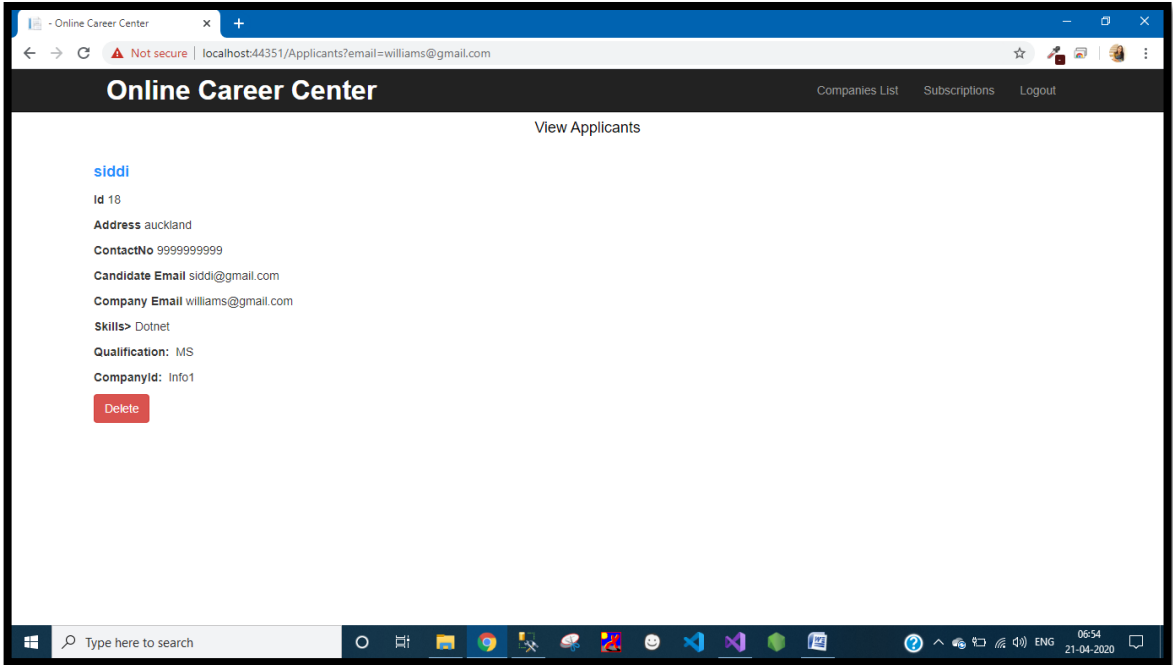 - Online Career Center
Not secure | localhost:44351/Applicants?email=williams@gmail.com
Online Career Center
Companies List Subscriptions Logout
View Applicants
siddi
Id 18
Address auckland
ContactNo 9999999999
Candidate Email siddi@gmail.com
Company Email williams@gmail.com
Skills> Dotnet
Qualification: MS
CompanyId: Info1
Delete
Type here to search
ENG
06:54
21-04-2020